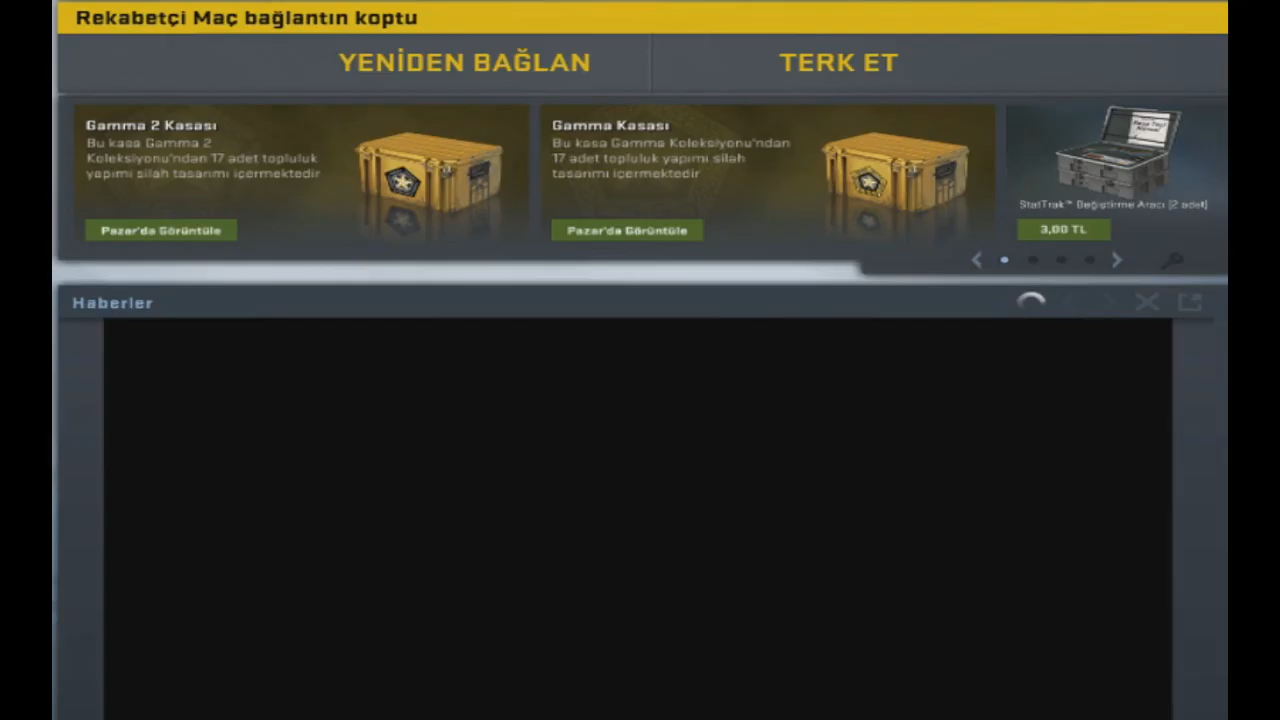 Rekabetçi Maç bağlantın koptu
YENİDEN BAĞLAN
TERK ET
Gamma 2 Kasası
Bu kasa Gamma 2
Koleksiyonu'ndan 17 adet topluluk
yapımı silah tasarımı içermektedir
Pazar'da Görüntüle
Gamma Kasası
Bu kasa Gamma Koleksiyonu'ndan
17 adet topluluk yapımı silah
tasarımı içermektedir
Pazar'da Görüntüle
StatTrak™ Değiştirme Aracı [2 adet]
3,00 TL
Haberler